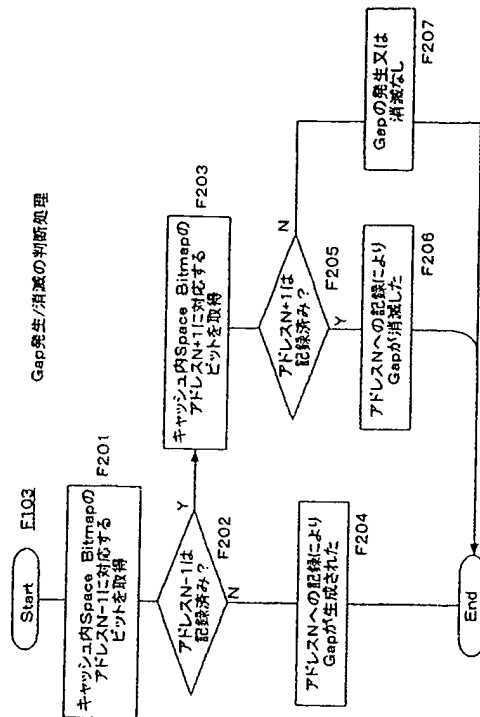 Gap発生/消滅の判断処理
Start
F103
キャッシュ内Space Bitmapの
アドレスN-1に対応する
ビットを取得
F201
アドレスN-1は
記録済み?
F202
Y
N
キャッシュ内Space Bitmapの
アドレスN+1に対応する
ビットを取得
F203
アドレスN+1は
記録済み?
F205
Y
N
アドレスNへの記録により
Gapが生成された
F204
アドレスNへの記録により
Gapが消滅した
F206
Gapの発生又は
消滅なし
F207
End